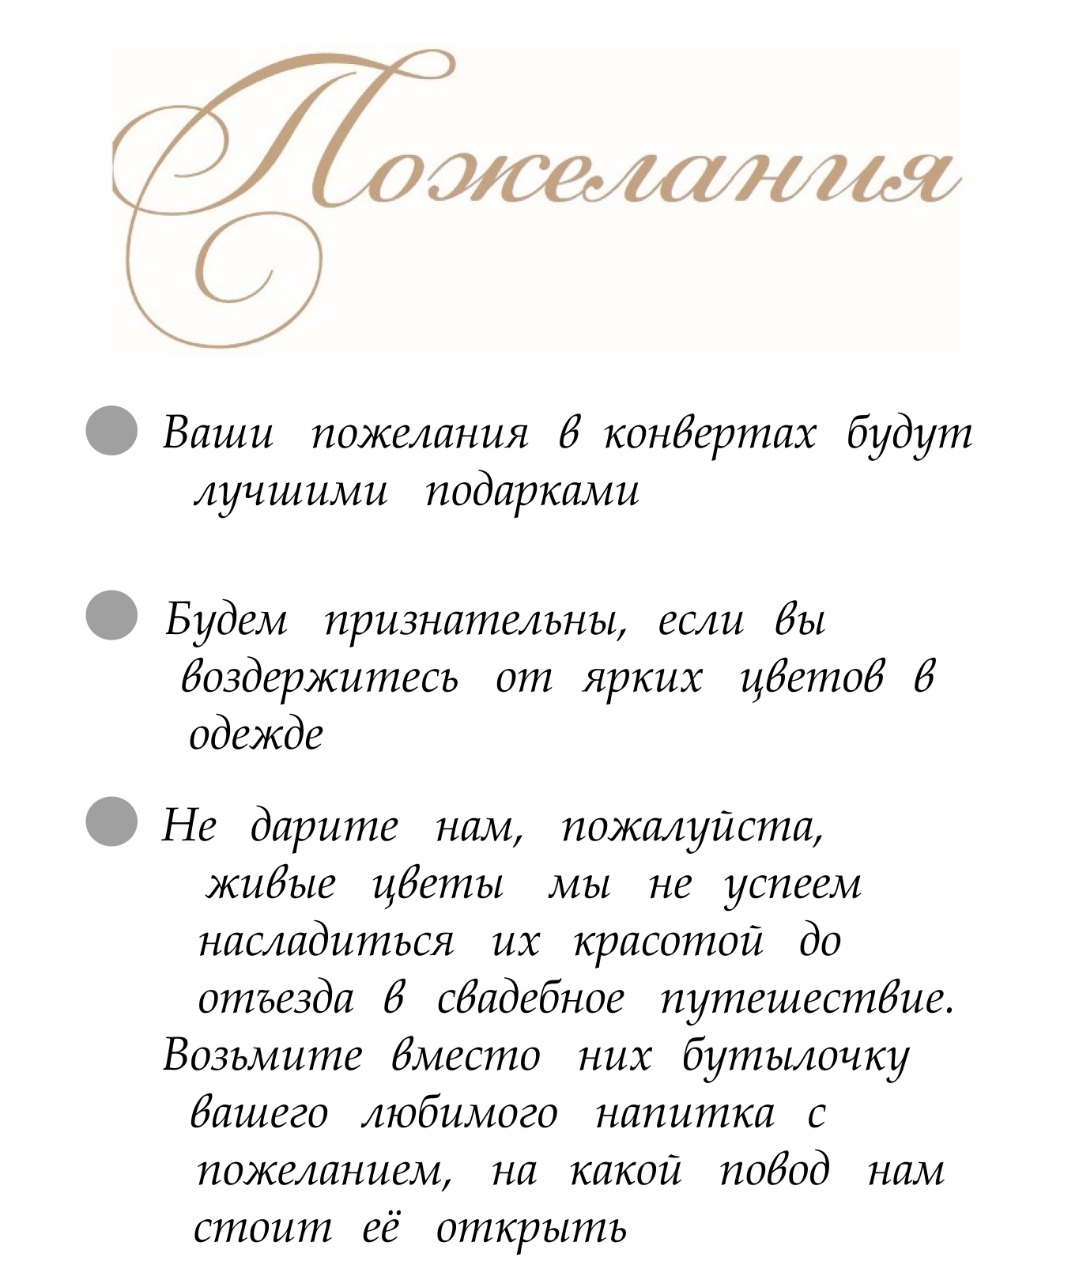 Пожелания
Ваши пожелания в конвертах будут
лучшими подарками
Будем признательны, если вы
воздержитесь от ярких цветов в
одежде
Не дарите нам, пожалуйста,
живые цветы мы не успеем
насладиться их красотой до
отъезда в свадебное путешествие.
Возьмите вместо них бутылочку
вашего любимого напитка с
пожеланием, на какой повод нам
стоит её открыть